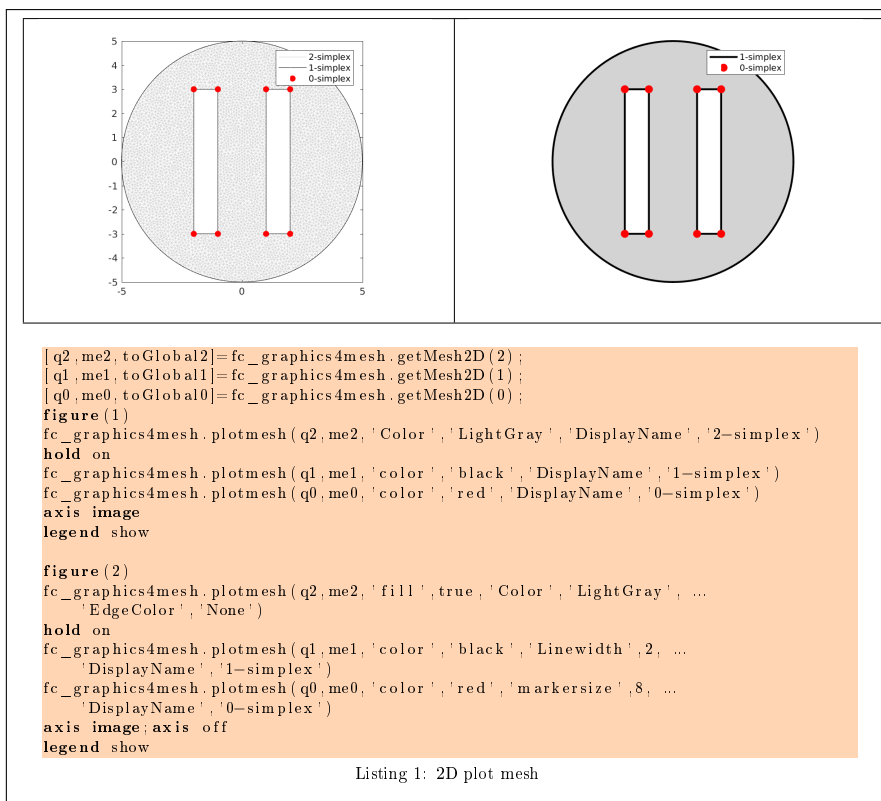 5
4
3
2
1
0
-1
-2
-3
-4
-5
-5 0 5
2-simplex
1-simplex
0-simplex
1-simplex
0-simplex
[q2,me2,toGlobal2]=fc_graphics4mesh.getMesh2D(2);
[q1,me1,toGlobal1]=fc_graphics4mesh.getMesh2D(1);
[q0,me0,toGlobal0]=fc_graphics4mesh.getMesh2D(0);
figure(1)
fc_graphics4mesh.plotmesh(q2,me2,'Color','LightGray','DisplayName','2−simplex')
hold on
fc_graphics4mesh.plotmesh(q1,me1,'color','black','DisplayName','1−simplex')
fc_graphics4mesh.plotmesh(q0,me0,'color','red','DisplayName','0−simplex')
axis image
legend show
figure(2)
fc_graphics4mesh.plotmesh(q2,me2,'fill',true,'Color','LightGray', ...
'EdgeColor','None')
hold on
fc_graphics4mesh.plotmesh(q1,me1,'color','black','Linewidth',2, ...
'DisplayName','1−simplex')
fc_graphics4mesh.plotmesh(q0,me0,'color','red','markersize',8, ...
'DisplayName','0−simplex')
axis image;axis off
legend show
Listing 1: 2D plot mesh